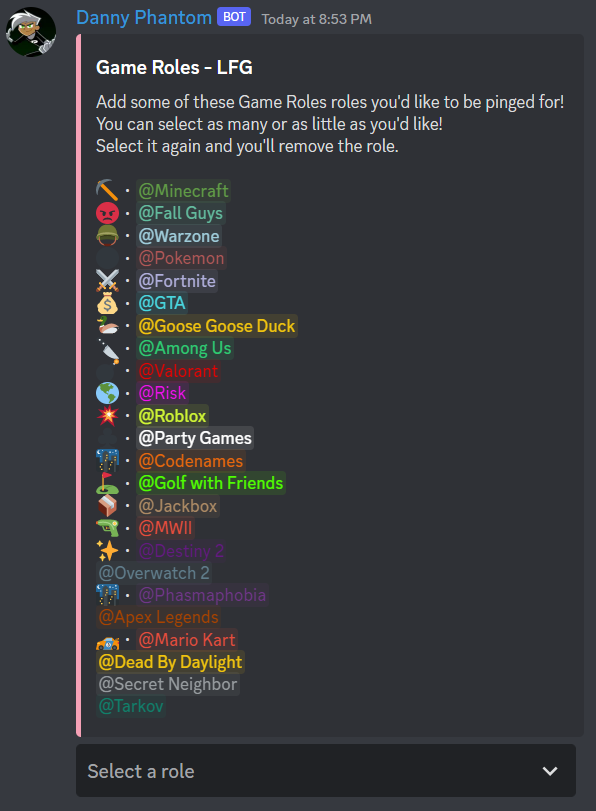 Danny Phantom BOT Today at 8:53 PM
Game Roles - LFG
Add some of these Game Roles roles you'd like to be pinged for!
You can select as many or as little as you'd like!
Select it again and you'll remove the role.
· @Minecraft
· @Fall Guys
· @Warzone
· @Pokemon
· @Fortnite
· @GTA
· @Goose Goose Duck
· @Among Us
· @Valorant
· @Risk
· @Roblox
· @Party Games
· @Codenames
· @Golf with Friends
· @Jackbox
· @MWII
· @Destiny 2
@Overwatch 2
· @Phasmaphobia
@Apex Legends
· @Mario Kart
@Dead By Daylight
@Secret Neighbor
@Tarkov
Select a role